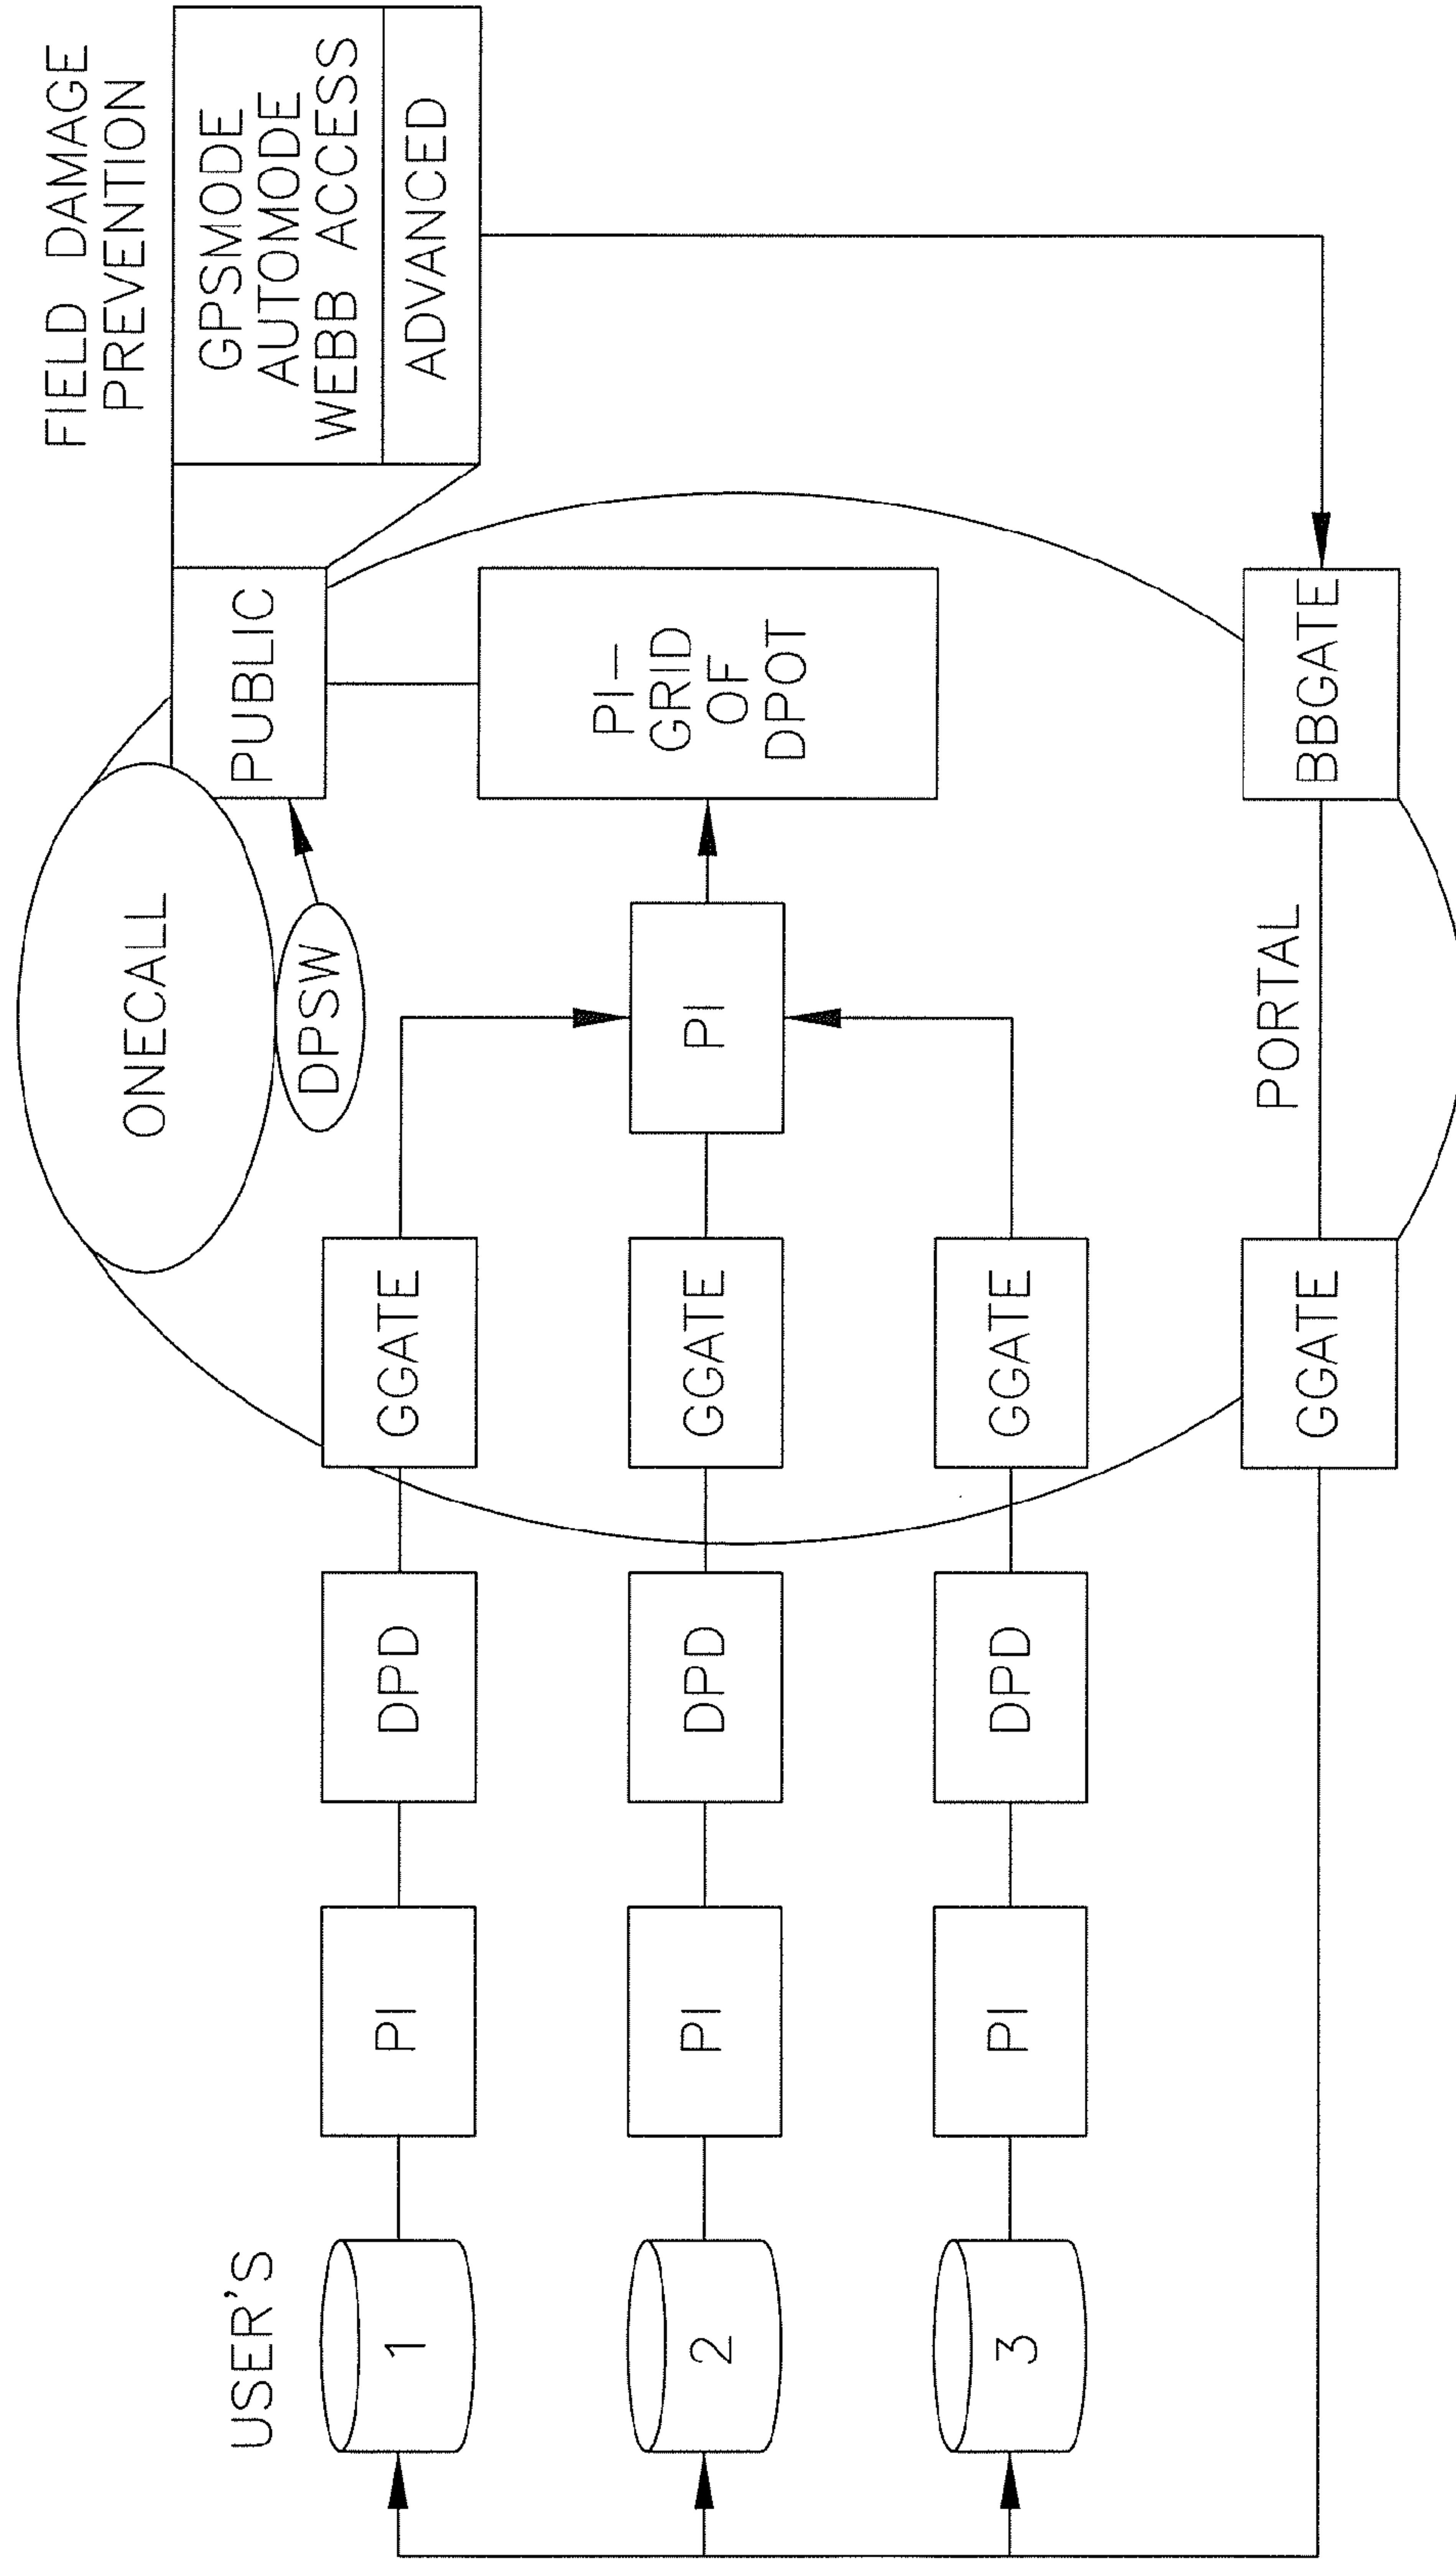 FIELD DAMAGE
PREVENTION
GPSMODE
AUTOMODE
WEBB ACCESS
ADVANCED
ONECALL
DPSW
PUBLIC
USER'S
1
PI
DPD
GGATE
2
PI
DPD
GGATE
PI
PI-
GRID
OF
DPOT
3
PI
DPD
GGATE
GGATE
PORTAL
BBGATE